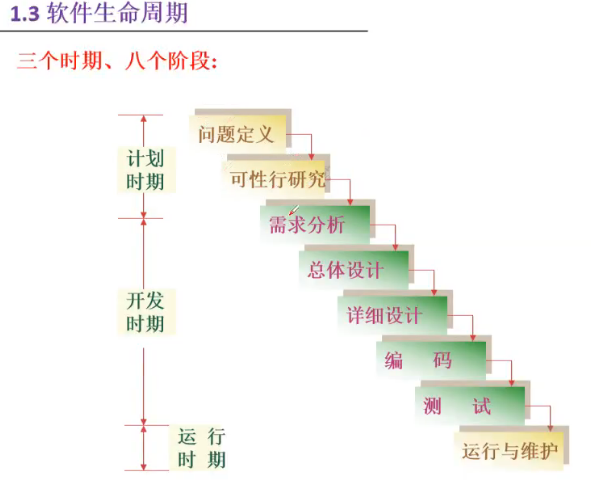 1.3 软件生命周期
三个时期、八个阶段:
问题定义
计划
时期
可性行研究
需求分析
总体设计
开发
时期
详细设计
编 码
测 试
运 行
时 期
运行与维护